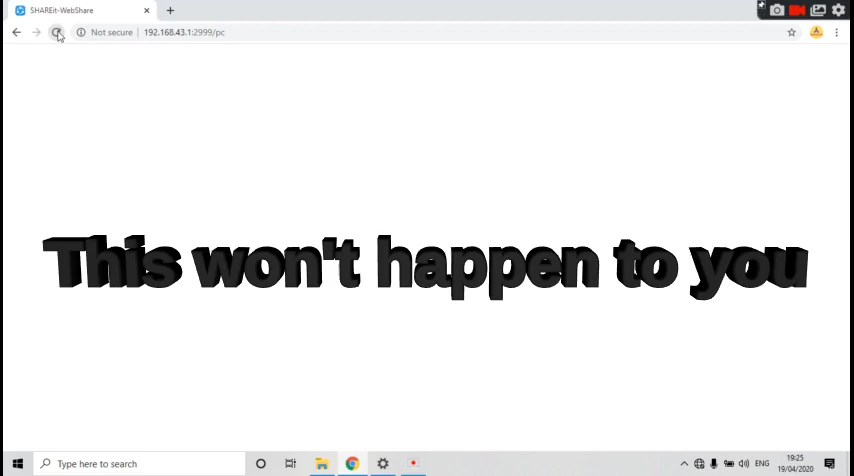 SHAREit-WebShare
Not secure | 192.168.43.1:2999/pc
This won't happen to you
Type here to search
ENG
19:25
19/04/2020